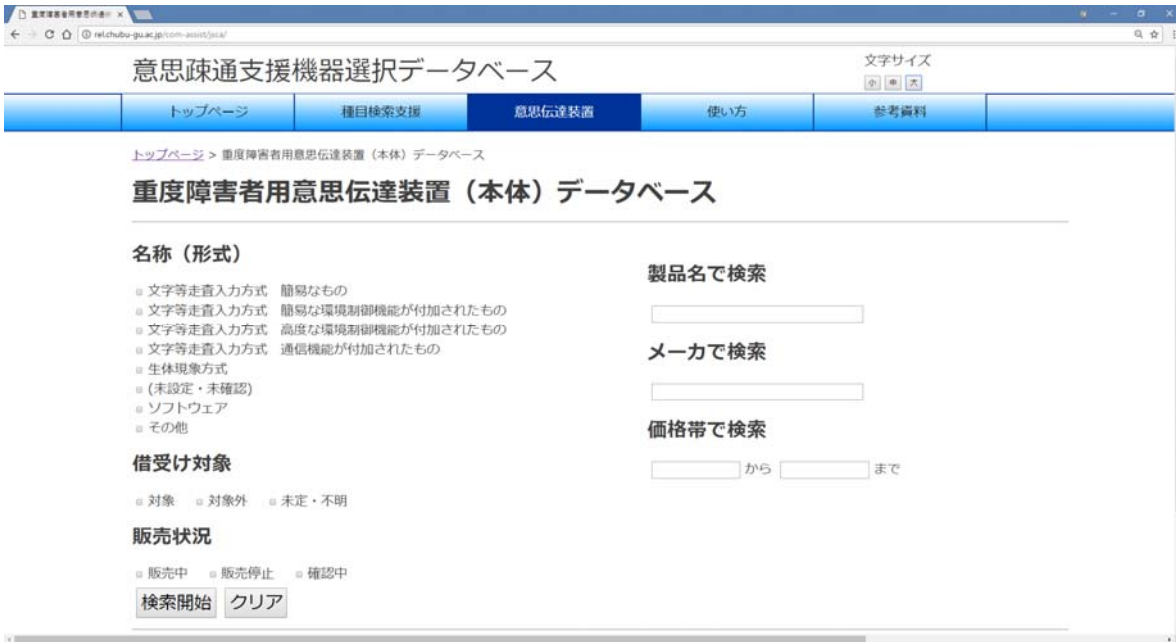 rel.chubu-gu.ac.jp/com-assist/jsca/
意思疎通支援機器選択データベース
文字サイズ
小 中 大
トップページ 種目検索支援 意思伝達装置 使い方 参考資料
トップページ > 重度障害者用意思伝達装置（本体）データベース
重度障害者用意思伝達装置（本体）データベース
名称（形式）
文字等走査入力方式　簡易なもの
文字等走査入力方式　簡易な環境制御機能が付加されたもの
文字等走査入力方式　高度な環境制御機能が付加されたもの
文字等走査入力方式　通信機能が付加されたもの
生体現象方式
(未設定・未確認)
ソフトウェア
その他
借受け対象
対象 対象外 未定・不明
販売状況
販売中 販売停止 確認中
検索開始 クリア
製品名で検索
メーカで検索
価格帯で検索
から まで